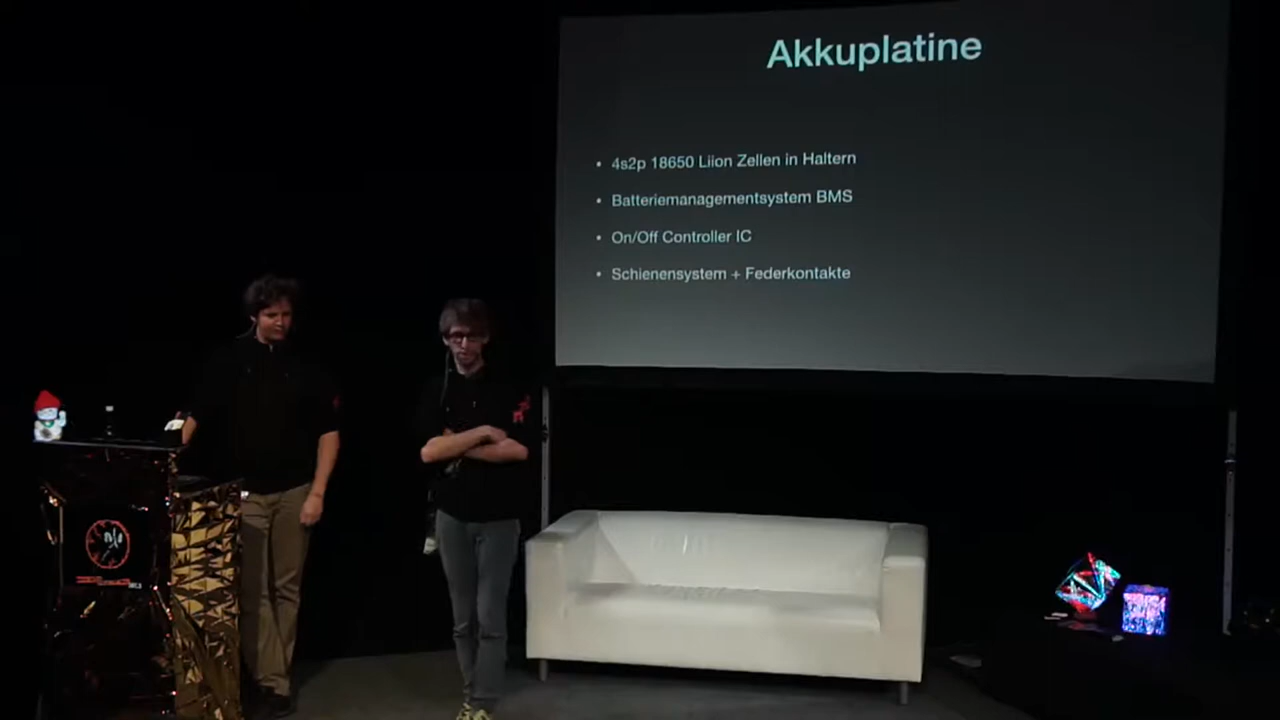 Akkuplatine
• 4s2p 18650 Liion Zellen in Haltern
• Batteriemanagementsystem BMS
• On/Off Controller IC
• Schienensystem + Federkontakte